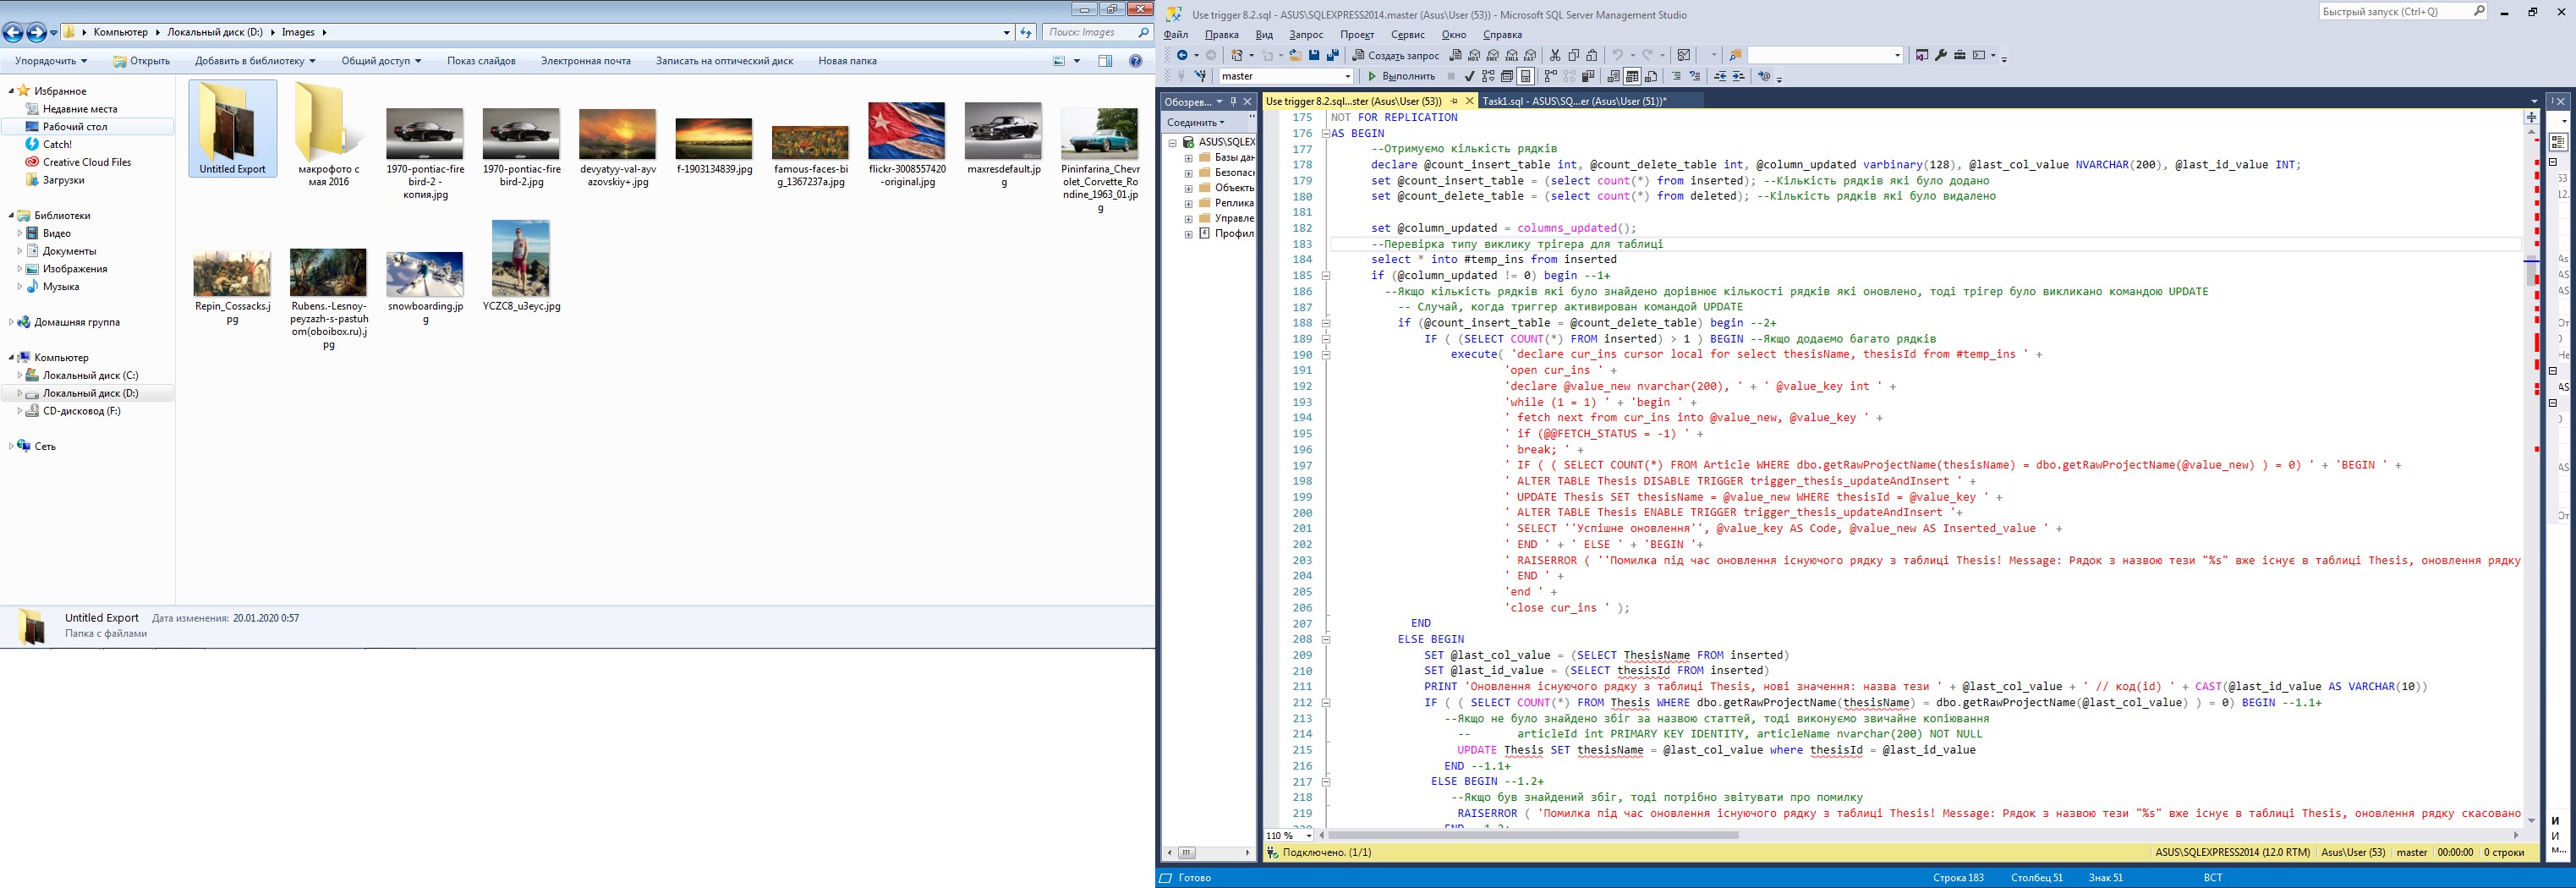 Компьютер
Локальный диск (D:)
Images
Поиск: Images
Упорядочить
Открыть
Добавить в библиотеку
Общий доступ
Показ слайдов
Электронная почта
Записать на оптический диск
Новая папка
Избранное
Недавние места
Рабочий стол
Catch!
Creative Cloud Files
Загрузки
Библиотеки
Видео
Документы
Изображения
Музыка
Домашняя группа
Компьютер
Локальный диск (C:)
Локальный диск (D:)
CD-дисковод (F:)
Сеть
Untitled Export
макрофото с
мая 2016
1970-pontiac-fire
bird-2 -
копия.jpg
1970-pontiac-fire
bird-2.jpg
devyatyy-val-ayv
azovskiy+.jpg
f-1903134839.jpg
famous-faces-bi
g_1367237a.jpg
flickr-3008557420
-original.jpg
maxresdefault.jp
g
Pininfarina_Chevr
olet_Corvette_Ro
ndine_1963_01.jp
g
Repin_Cossacks.j
pg
Rubens.-Lesnoy-
peyzazh-s-pastuh
om(oboibox.ru).j
pg
snowboarding.jp
g
YCZC8_u3eyc.jpg
Untitled Export Дата изменения: 20.01.2020 0:57
Папка с файлами
Use trigger 8.2.sql - ASUS\SQLEXPRESS2014.master (Asus\User (53)) - Microsoft SQL Server Management Studio
Быстрый запуск (Ctrl+Q)
Файл Правка Вид Запрос Проект Сервис Окно Справка
Создать запрос
master
Выполнить
Обозрев...
Соединить
ASUS\SQLEX
Базы дан
Безопас
Объекты
Реплика
Управле
Профил
Use trigger 8.2.sql...ster (Asus\User (53))
Task1.sql - ASUS\SQ...er (Asus\User (51))*
175 NOT FOR REPLICATION
176 AS BEGIN
177 --Отримуємо кількість рядків
178 declare @count_insert_table int, @count_delete_table int, @column_updated varbinary(128), @last_col_value NVARCHAR(200), @last_id_value INT;
179 set @count_insert_table = (select count(*) from inserted); --Кількість рядків які було додано
180 set @count_delete_table = (select count(*) from deleted); --Кількість рядків які було видалено
181
182 set @column_updated = columns_updated();
183 --Перевірка типу виклику трігера для таблиці
184 select * into #temp_ins from inserted
185 if (@column_updated != 0) begin --1+
186 --Якщо кількість рядків які було знайдено дорівнює кількості рядків які оновлено, тоді трігер було викликано командою UPDATE
187 -- Случай, когда триггер активирован командой UPDATE
188 if (@count_insert_table = @count_delete_table) begin --2+
189 IF ( (SELECT COUNT(*) FROM inserted) > 1 ) BEGIN --Якщо додаємо багато рядків
190 execute( 'declare cur_ins cursor local for select thesisName, thesisId from #temp_ins ' +
191 'open cur_ins ' +
192 'declare @value_new nvarchar(200), ' + ' @value_key int ' +
193 'while (1 = 1) ' + 'begin ' +
194 ' fetch next from cur_ins into @value_new, @value_key ' +
195 ' if (@@FETCH_STATUS = -1) ' +
196 ' break; ' +
197 ' IF ( ( SELECT COUNT(*) FROM Article WHERE dbo.getRawProjectName(thesisName) = dbo.getRawProjectName(@value_new) ) = 0) ' + 'BEGIN ' +
198 ' ALTER TABLE Thesis DISABLE TRIGGER trigger_thesis_updateAndInsert ' +
199 ' UPDATE Thesis SET thesisName = @value_new WHERE thesisId = @value_key ' +
200 ' ALTER TABLE Thesis ENABLE TRIGGER trigger_thesis_updateAndInsert '+
201 ' SELECT ''Успішне оновлення'', @value_key AS Code, @value_new AS Inserted_value ' +
202 ' END ' + ' ELSE ' + 'BEGIN '+
203 ' RAISERROR ( ''Помилка під час оновлення існуючого рядку з таблиці Thesis! Message: Рядок з назвою тези "%s" вже існує в таблиці Thesis, оновлення рядку
204 ' END ' +
205 'end ' +
206 'close cur_ins ' );
207 END
208 ELSE BEGIN
209 SET @last_col_value = (SELECT ThesisName FROM inserted)
210 SET @last_id_value = (SELECT thesisId FROM inserted)
211 PRINT 'Оновлення існуючого рядку з таблиці Thesis, нові значення: назва тези ' + @last_col_value + ' // код(id) ' + CAST(@last_id_value AS VARCHAR(10))
212 IF ( ( SELECT COUNT(*) FROM Thesis WHERE dbo.getRawProjectName(thesisName) = dbo.getRawProjectName(@last_col_value) ) = 0) BEGIN --1.1+
213 --Якщо не було знайдено збіг за назвою статтей, тоді виконуємо звичайне копіювання
214 -- articleId int PRIMARY KEY IDENTITY, articleName nvarchar(200) NOT NULL
215 UPDATE Thesis SET thesisName = @last_col_value where thesisId = @last_id_value
216 END --1.1+
217 ELSE BEGIN --1.2+
218 --Якщо був знайдений збіг, тоді потрібно звітувати про помилку
219 RAISERROR ( 'Помилка під час оновлення існуючого рядку з таблиці Thesis! Message: Рядок з назвою тези "%s" вже існує в таблиці Thesis, оновлення рядку скасовано
110 %
Подключено. (1/1)
ASUS\SQLEXPRESS2014 (12.0 RTM) Asus\User (53) master 00:00:00 0 строки
Готово
Строка 183 Столбец 51 Знак 51 ВСТ